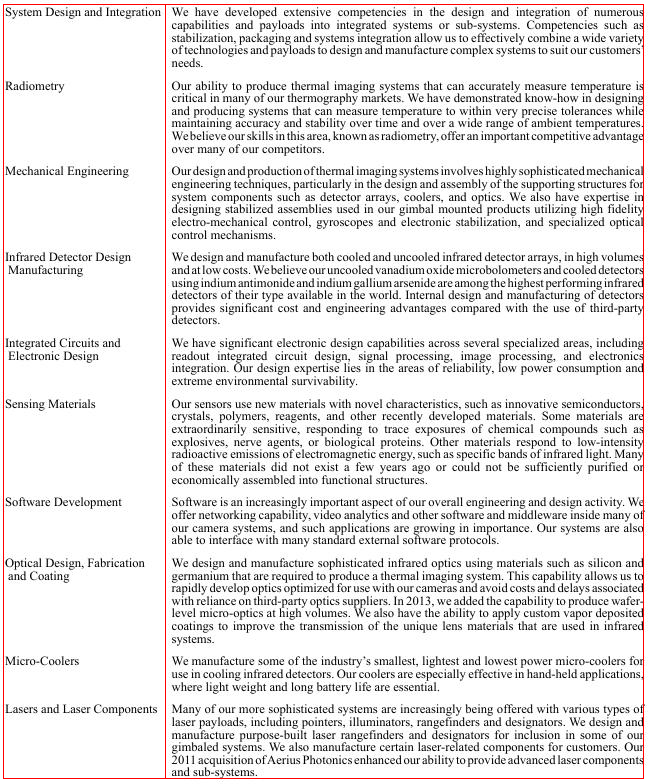 System Design and Integration
We have developed extensive competencies in the design and integration of numerous
capabilities and payloads into integrated systems or sub-systems. Competencies such as
stabilization, packaging and systems integration allow us to effectively combine a wide variety
of technologies and payloads to design and manufacture complex systems to suit our customers'
needs.
Radiometry
Our ability to produce thermal imaging systems that can accurately measure temperature is
critical in many of our thermography markets. We have demonstrated know-how in designing
and producing systems that can measure temperature to within very precise tolerances while
maintaining accuracy and stability over time and over a wide range of ambient temperatures.
We believe our skills in this area, known as radiometry, offer an important competitive advantage
over many of our competitors.
Mechanical Engineering
Our design and production of thermal imaging systems involves highly sophisticated mechanical
engineering techniques, particularly in the design and assembly of the supporting structures for
system components such as detector arrays, coolers, and optics. We also have expertise in
designing stabilized assemblies used in our gimbal mounted products utilizing high fidelity
electro-mechanical control, gyroscopes and electronic stabilization, and specialized optical
control mechanisms.
Infrared Detector Design
Manufacturing
We design and manufacture both cooled and uncooled infrared detector arrays, in high volumes
and at low costs. We believe our uncooled vanadium oxide microbolometers and cooled detectors
using indium antimonide and indium gallium arsenide are among the highest performing infrared
detectors of their type available in the world. Internal design and manufacturing of detectors
provides significant cost and engineering advantages compared with the use of third-party
detectors.
Integrated Circuits and
Electronic Design
We have significant electronic design capabilities across several specialized areas, including
readout integrated circuit design, signal processing, image processing, and electronics
integration. Our design expertise lies in the areas of reliability, low power consumption and
extreme environmental survivability.
Sensing Materials
Our sensors use new materials with novel characteristics, such as innovative semiconductors,
crystals, polymers, reagents, and other recently developed materials. Some materials are
extraordinarily sensitive, responding to trace exposures of chemical compounds such as
explosives, nerve agents, or biological proteins. Other materials respond to low-intensity
radioactive emissions of electromagnetic energy, such as specific bands of infrared light. Many
of these materials did not exist a few years ago or could not be sufficiently purified or
economically assembled into functional structures.
Software Development
Software is an increasingly important aspect of our overall engineering and design activity. We
offer networking capability, video analytics and other software and middleware inside many of
our camera systems, and such applications are growing in importance. Our systems are also
able to interface with many standard external software protocols.
Optical Design, Fabrication
and Coating
We design and manufacture sophisticated infrared optics using materials such as silicon and
germanium that are required to produce a thermal imaging system. This capability allows us to
rapidly develop optics optimized for use with our cameras and avoid costs and delays associated
with reliance on third-party optics suppliers. In 2013, we added the capability to produce wafer-
level micro-optics at high volumes. We also have the ability to apply custom vapor deposited
coatings to improve the transmission of the unique lens materials that are used in infrared
systems.
Micro-Coolers
We manufacture some of the industry's smallest, lightest and lowest power micro-coolers for
use in cooling infrared detectors. Our coolers are especially effective in hand-held applications,
where light weight and long battery life are essential.
Lasers and Laser Components
Many of our more sophisticated systems are increasingly being offered with various types of
laser payloads, including pointers, illuminators, rangefinders and designators. We design and
manufacture purpose-built laser rangefinders and designators for inclusion in some of our
gimbaled systems. We also manufacture certain laser-related components for customers. Our
2011 acquisition of Aerius Photonics enhanced our ability to provide advanced laser components
and sub-systems.